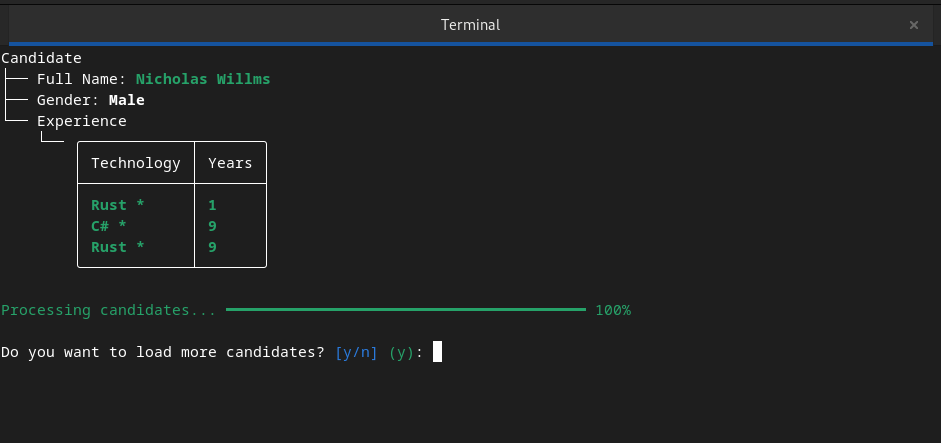 Terminal
×
Candidate
├── Full Name: Nicholas Willms
├── Gender: Male
└── Experience
Technology Years
Rust * 1
C# * 9
Rust * 9
Processing candidates... 100%
Do you want to load more candidates? [y/n] (y):